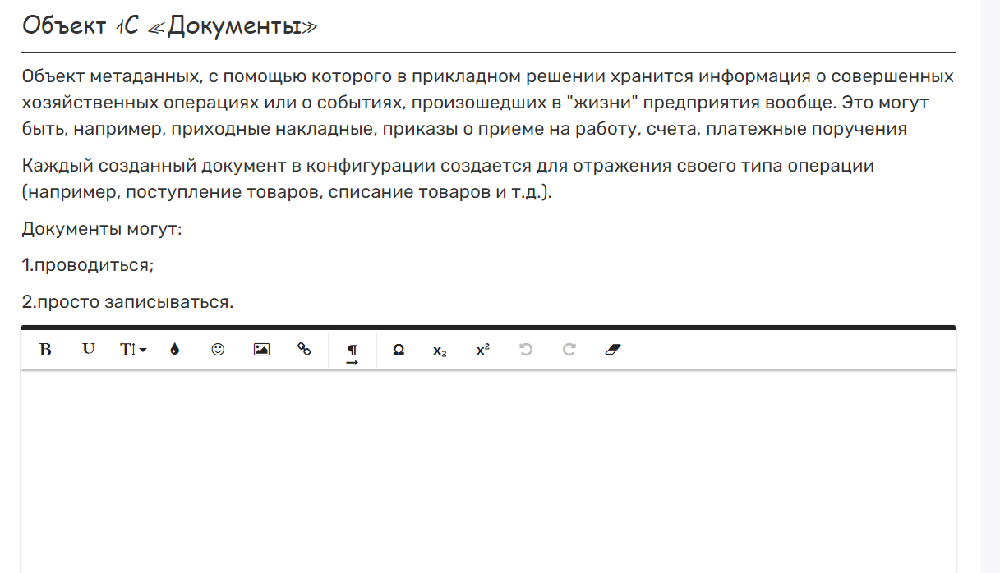 Объект 1С «Документы»
Объект метаданных, с помощью которого в прикладном решении хранится информация о совершенных
хозяйственных операциях или о событиях, произошедших в "жизни" предприятия вообще. Это могут
быть, например, приходные накладные, приказы о приеме на работу, счета, платежные поручения
Каждый созданный документ в конфигурации создается для отражения своего типа операции
(например, поступление товаров, списание товаров и т.д.).
Документы могут:
1.проводиться;
2.просто записываться.
B U T ¶ Ω x₂ x²